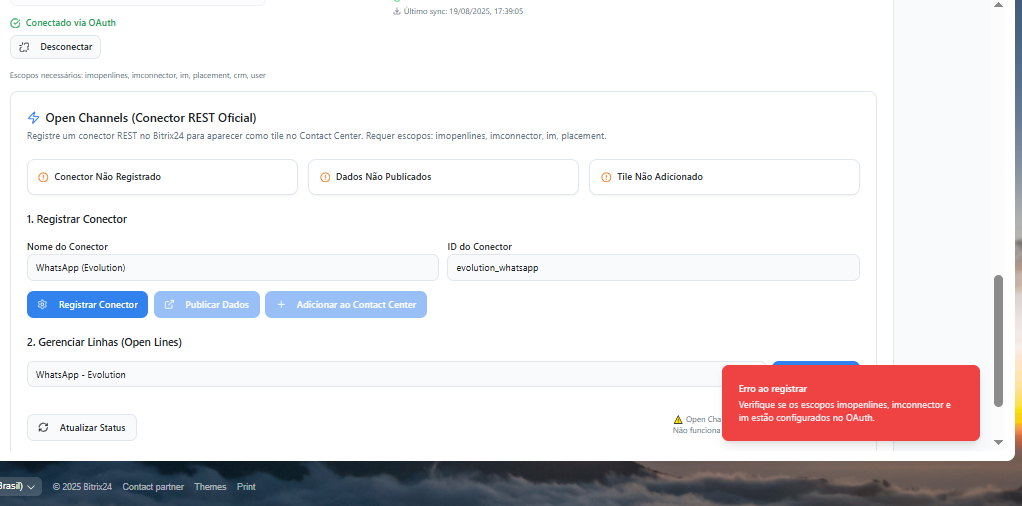 Último sync: 19/08/2025, 17:39:05
Conectado via OAuth
Desconectar
Escopos necessários: imopenlines, imconnector, im, placement, crm, user
Open Channels (Conector REST Oficial)
Registre um conector REST no Bitrix24 para aparecer como tile no Contact Center. Requer escopos: imopenlines, imconnector, im, placement.
Conector Não Registrado
Dados Não Publicados
Tile Não Adicionado
1. Registrar Conector
Nome do Conector
ID do Conector
WhatsApp (Evolution)
evolution_whatsapp
Registrar Conector
Publicar Dados
Adicionar ao Contact Center
2. Gerenciar Linhas (Open Lines)
WhatsApp - Evolution
Erro ao registrar
Verifique se os escopos imopenlines, imconnector e
im estão configurados no OAuth.
Atualizar Status
Open Cha
Não funciona
Brasil)
© 2025 Bitrix24
Contact partner
Themes
Print